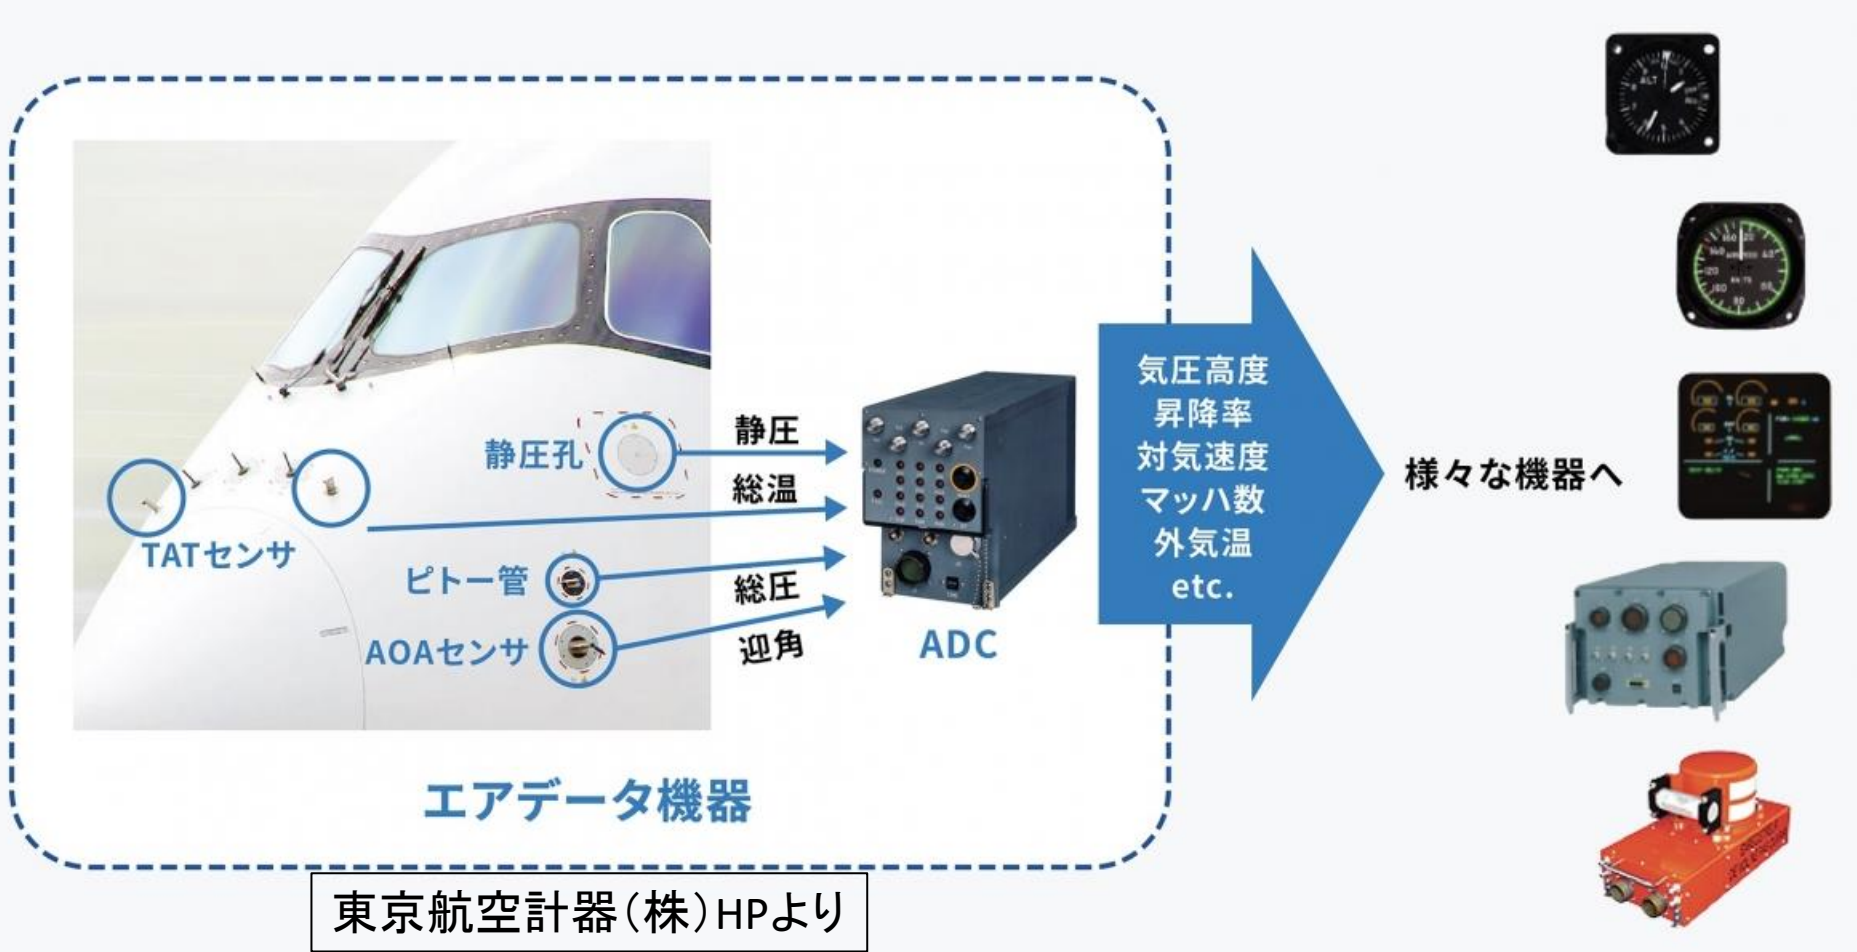 静圧孔
静圧
総温
TATセンサ
ピトー管
総圧
AOAセンサ
迎角
ADC
エアデータ機器
気圧高度
昇降率
対気速度
マッハ数
外気温
etc.
様々な機器へ
ALT
東京航空計器(株)HPより